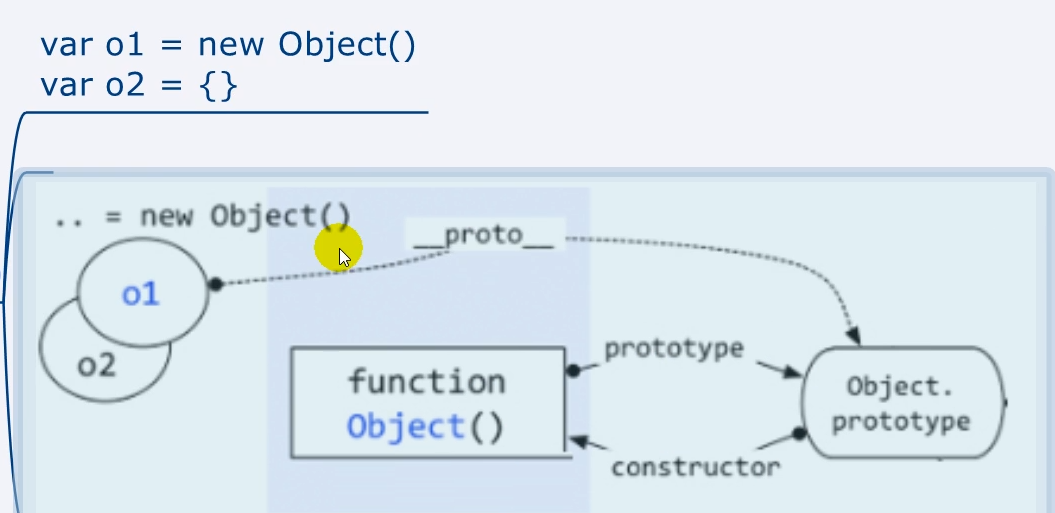 var o1 = new Object()
var o2 = {}
.. = new Object()
__proto__
o1
o2
prototype
function
Object()
Object.
prototype
constructor